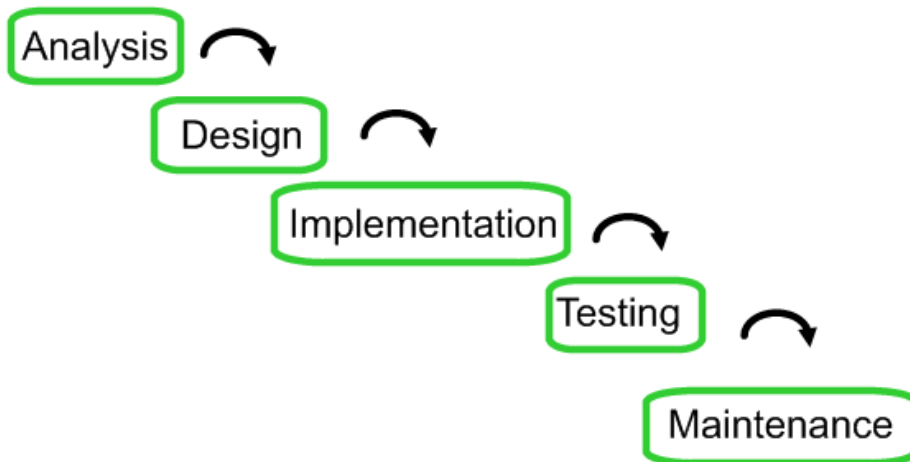 Analysis
Design
Implementation
Testing
Maintenance